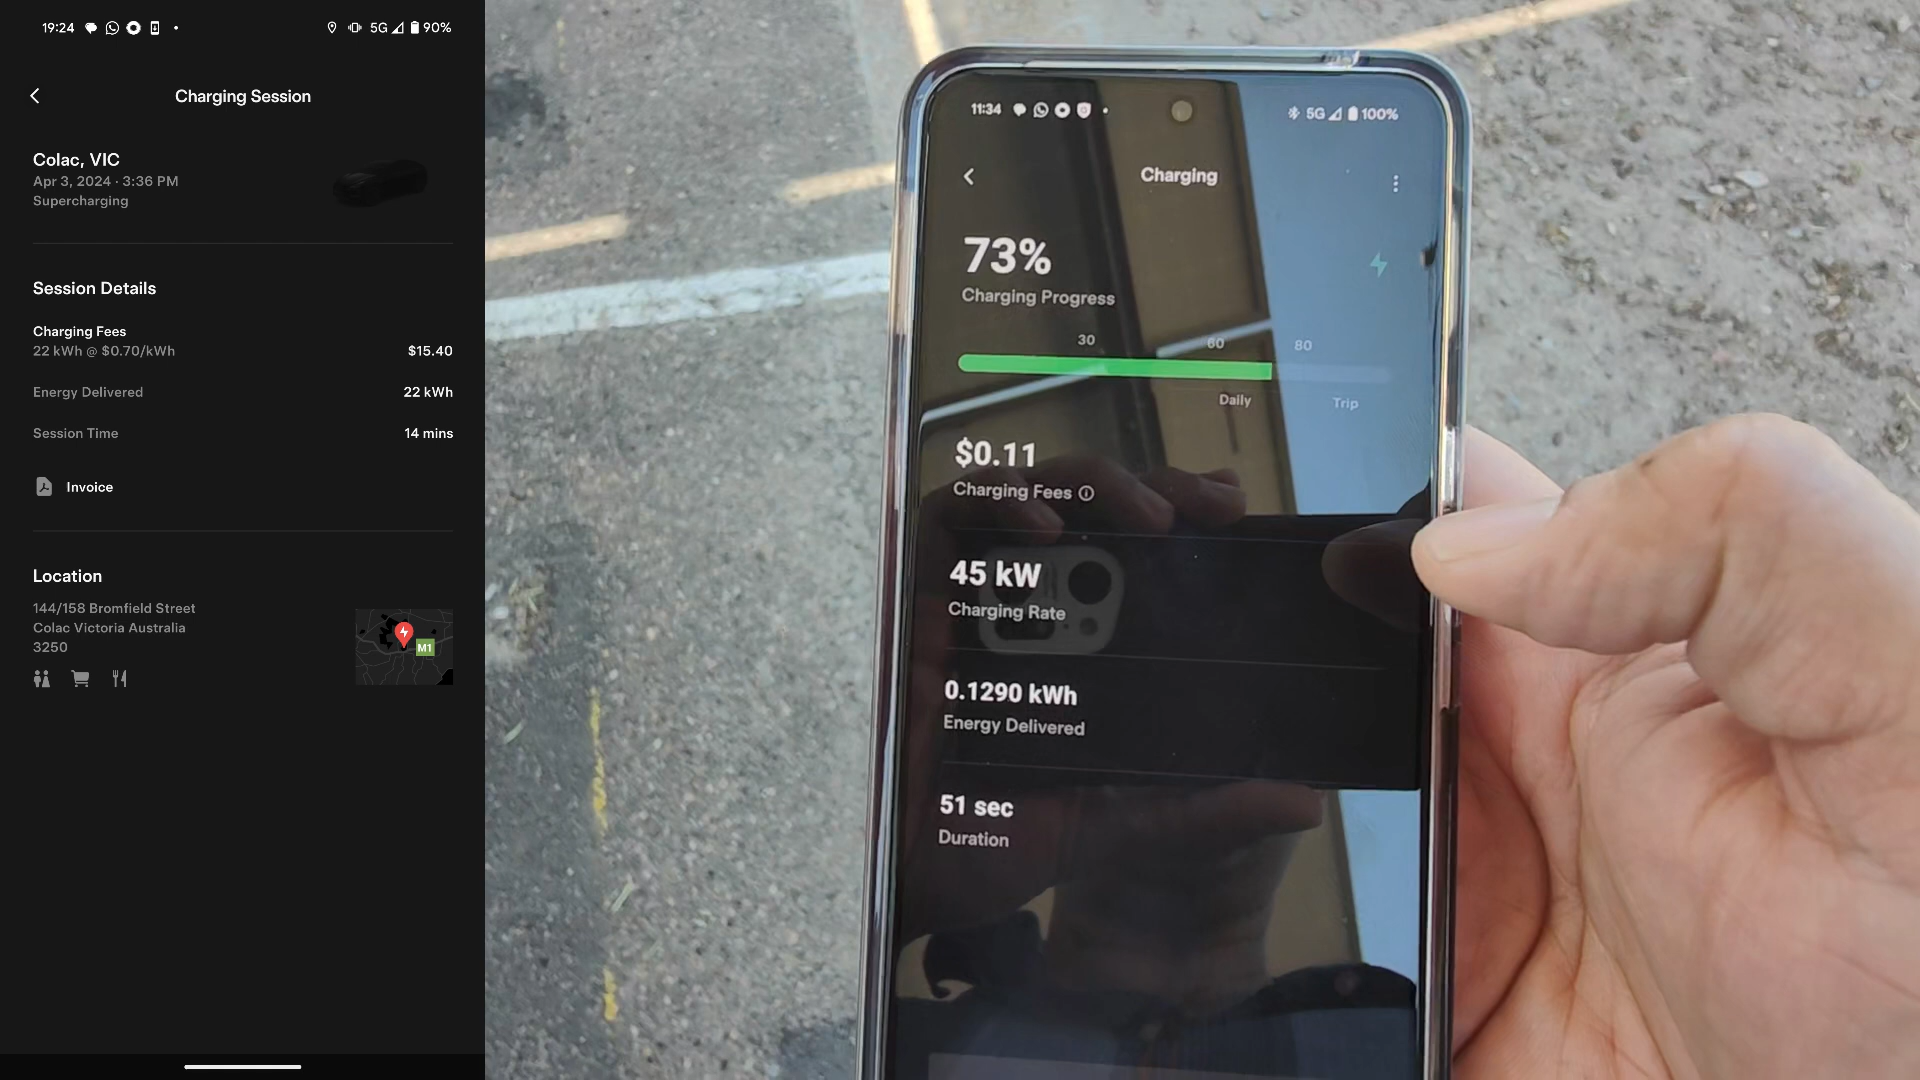 19:24
5G
90%
Charging Session
Colac, VIC
Apr 3, 2024 · 3:36 PM
Supercharging
Session Details
Charging Fees
22 kWh @ $0.70/kWh
$15.40
Energy Delivered
22 kWh
Session Time
14 mins
Invoice
Location
144/158 Bromfield Street
Colac Victoria Australia
3250
M1
11:34
5G
100%
Charging
73%
Charging Progress
30
60
80
Daily
Trip
$0.11
Charging Fees
45 kW
Charging Rate
0.1290 kWh
Energy Delivered
51 sec
Duration